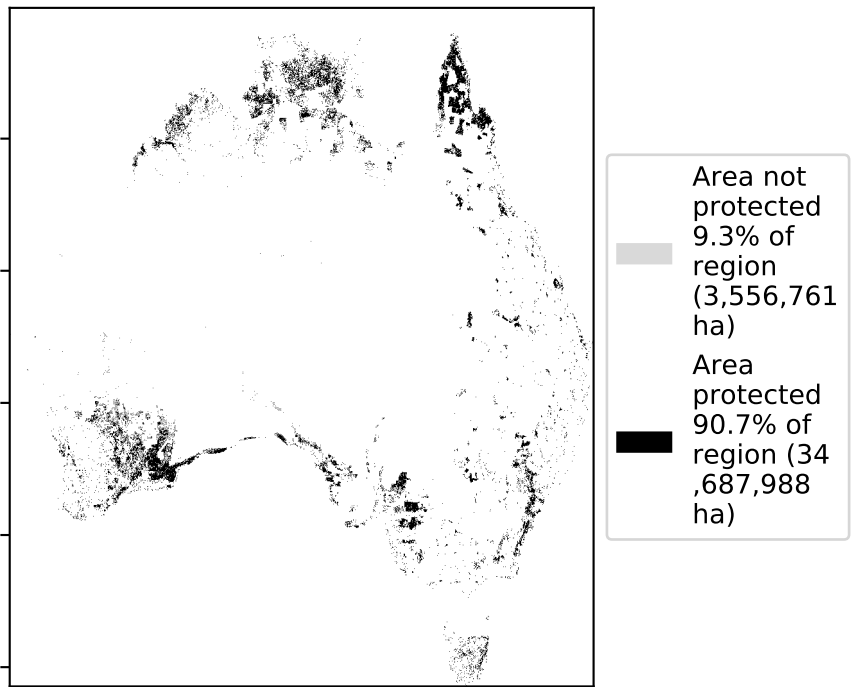 Area not
protected
9.3% of
region
(3,556,761
ha)
Area
protected
90.7% of
region (34
,687,988
ha)